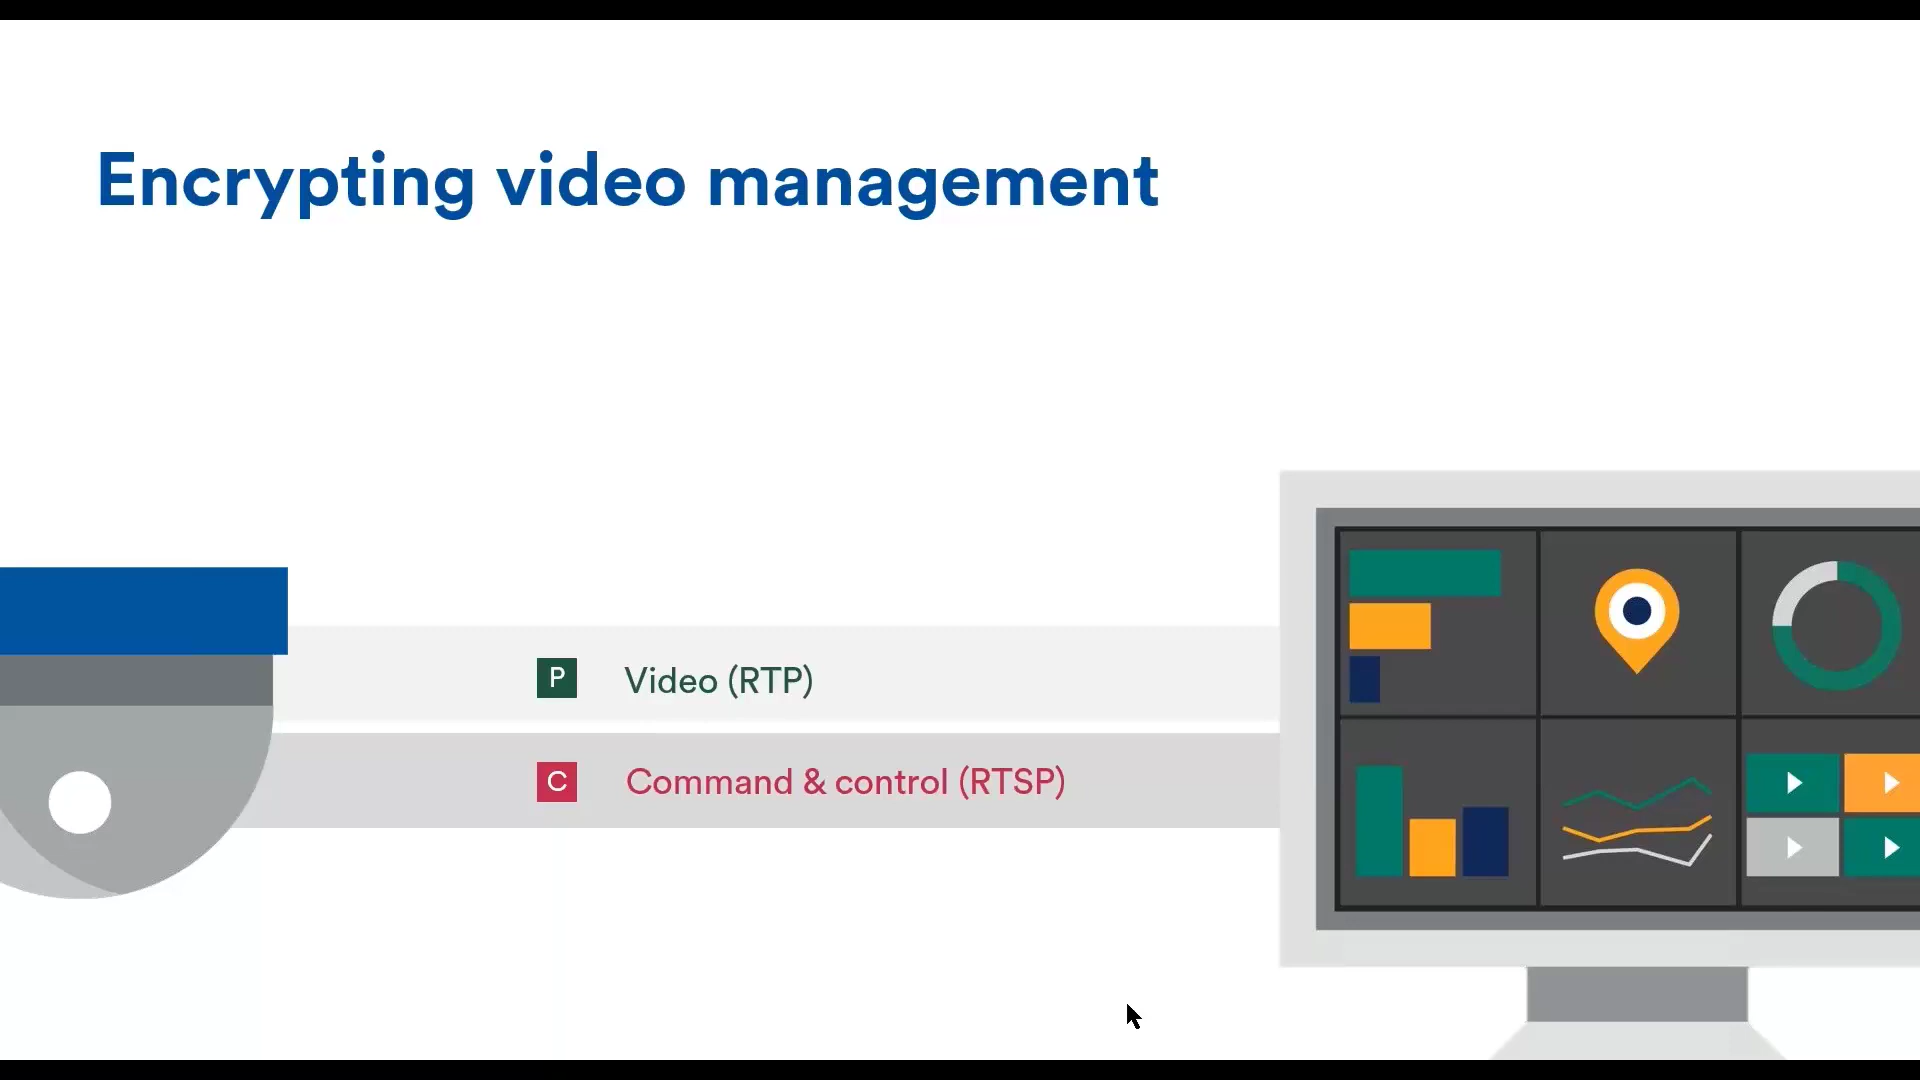 Encrypting video management
P Video (RTP)
C Command & control (RTSP)